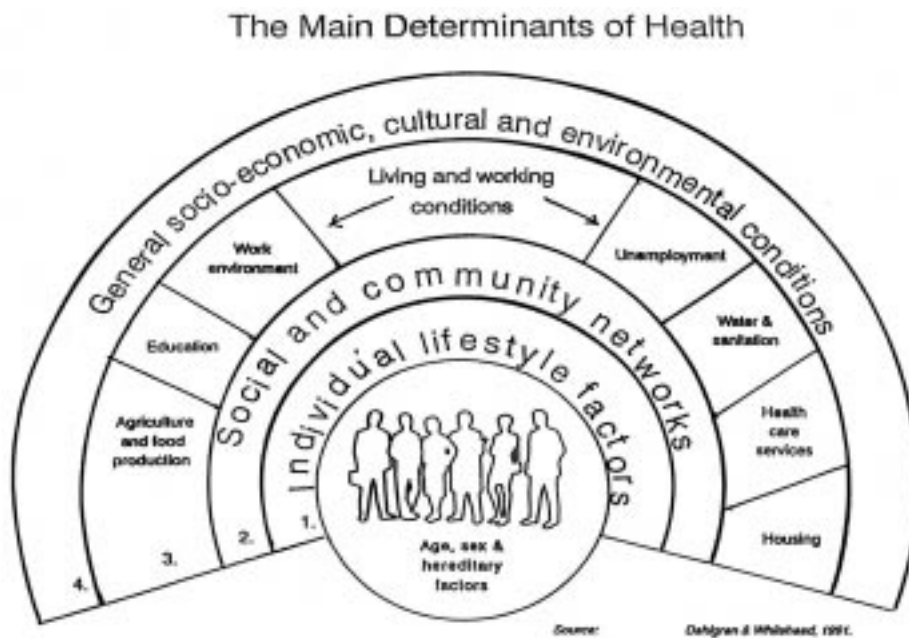 The Main Determinants of Health
General socio-economic, cultural and environmental conditions
Living and working
conditions
Work
environment
Unemployment
Education
Water &
sanitation
Agriculture
and food
production
Health
care
services
Housing
Social and community networks
Individual lifestyle factors
Age, sex &
hereditary
factors
1.
2.
3.
4.
Source: Dahlgren & Whitehead, 1991.